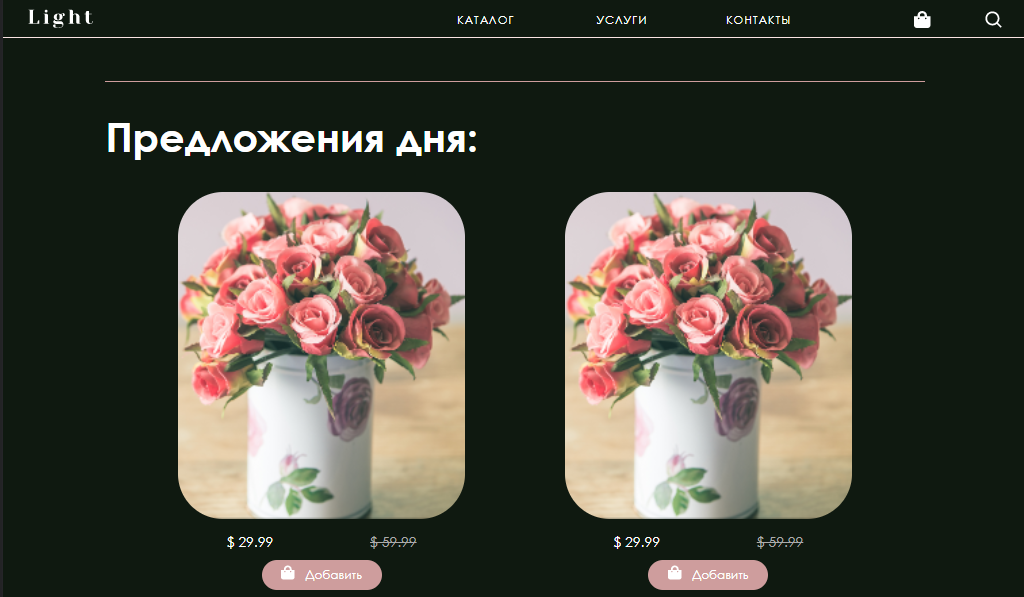 Light
КАТАЛОГ УСЛУГИ КОНТАКТЫ
Предложения дня:
$ 29.99 $ 59.99 $ 29.99 $ 59.99
Добавить Добавить